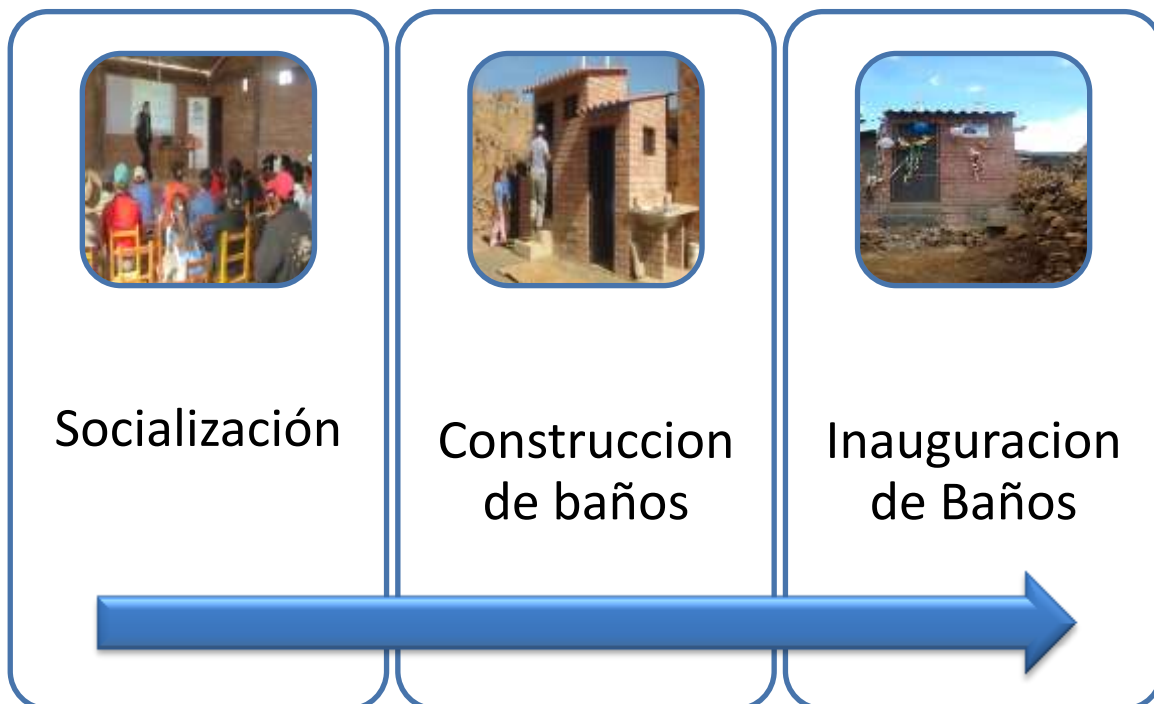 Socialización
Construccion
de baños
Inauguracion
de Baños